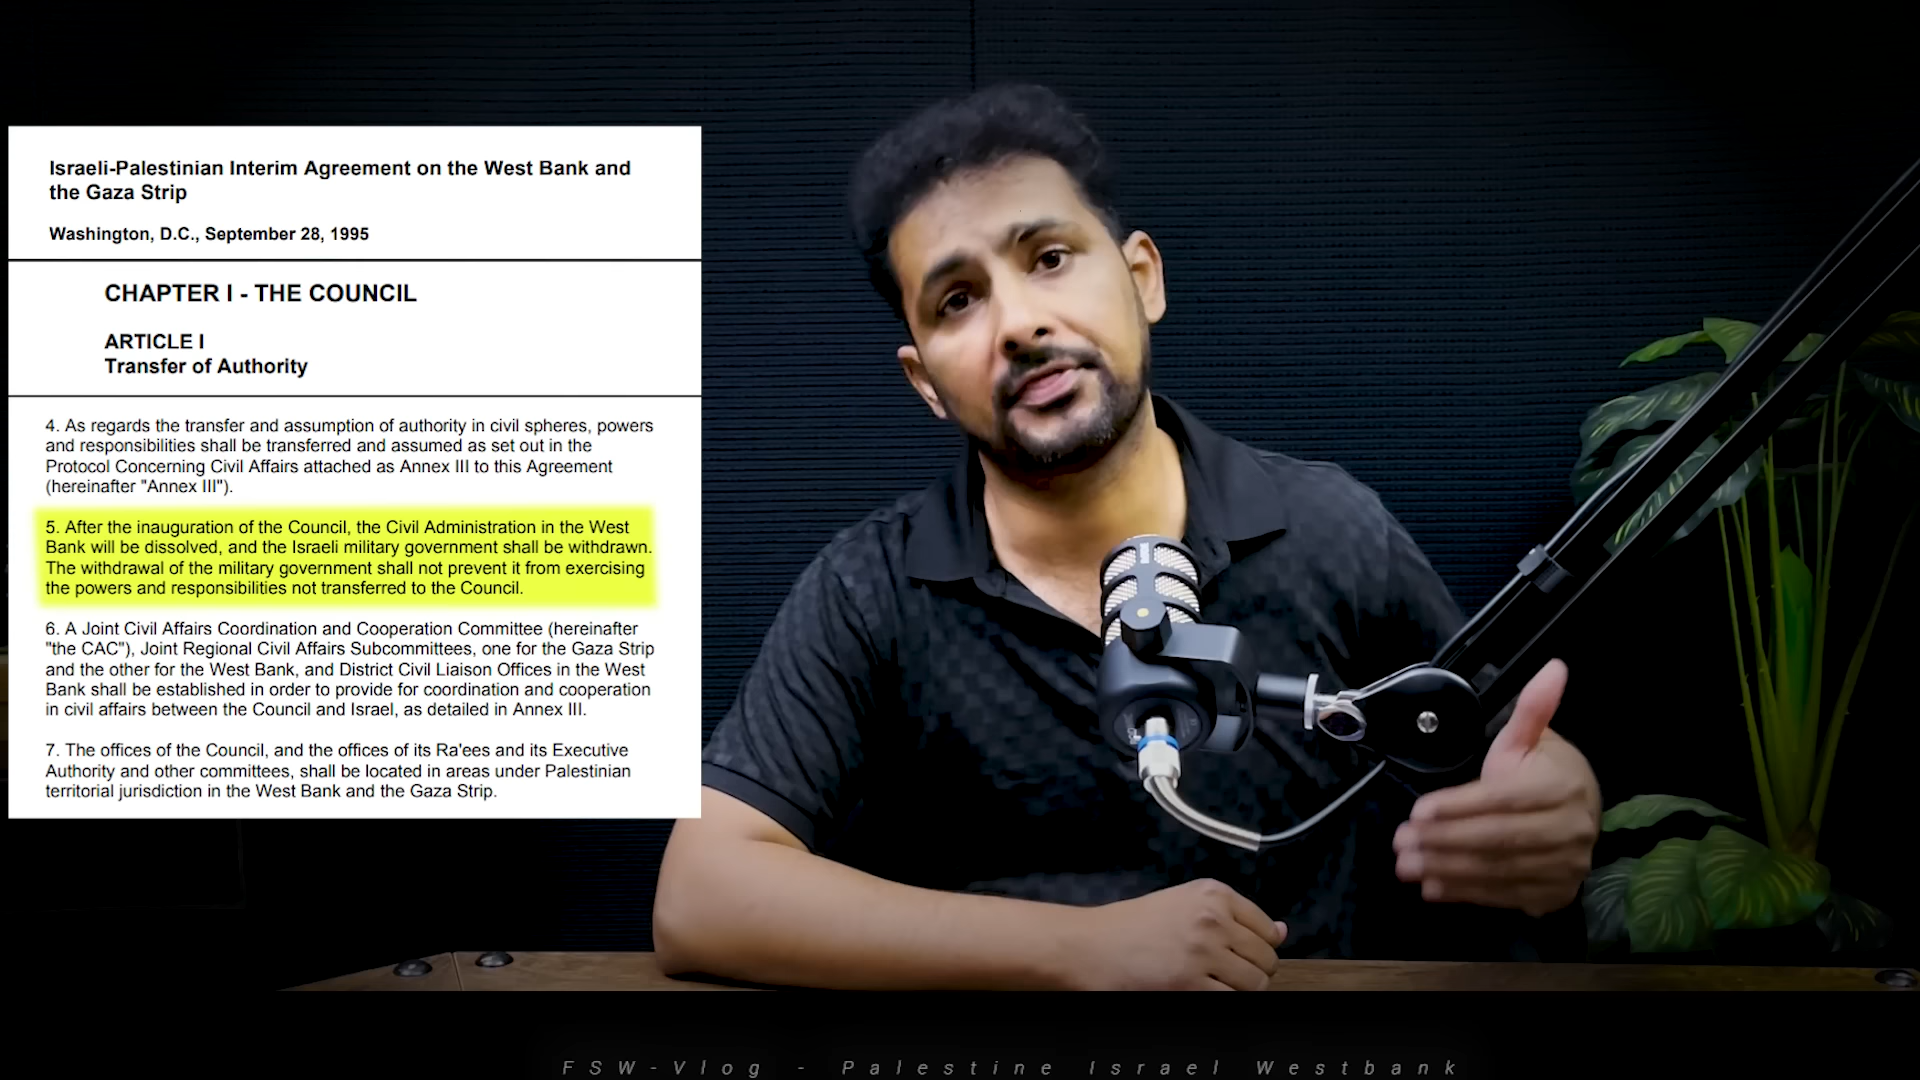 Israeli-Palestinian Interim Agreement on the West Bank and
the Gaza Strip
Washington, D.C., September 28, 1995
CHAPTER I - THE COUNCIL
ARTICLE I
Transfer of Authority
4. As regards the transfer and assumption of authority in civil spheres, powers
and responsibilities shall be transferred and assumed as set out in the
Protocol Concerning Civil Affairs attached as Annex III to this Agreement
(hereinafter "Annex III").
5. After the inauguration of the Council, the Civil Administration in the West
Bank will be dissolved, and the Israeli military government shall be withdrawn.
The withdrawal of the military government shall not prevent it from exercising
the powers and responsibilities not transferred to the Council.
6. A Joint Civil Affairs Coordination and Cooperation Committee (hereinafter
"the CAC"), Joint Regional Civil Affairs Subcommittees, one for the Gaza Strip
and the other for the West Bank, and District Civil Liaison Offices in the West
Bank shall be established in order to provide for coordination and cooperation
in civil affairs between the Council and Israel, as detailed in Annex III.
7. The offices of the Council, and the offices of its Ra'ees and its Executive
Authority and other committees, shall be located in areas under Palestinian
territorial jurisdiction in the West Bank and the Gaza Strip.
FSW-Vlog - Palestine Israel Westbank